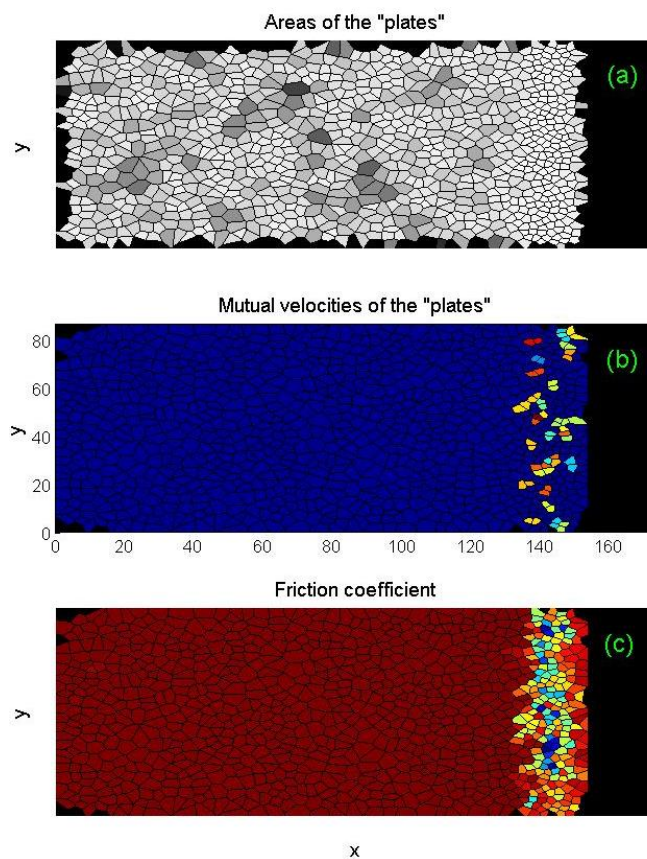 Areas of the "plates"
(a)
y
Mutual velocities of the "plates"
80
60
40
20
0
y
(b)
0 20 40 60 80 100 120 140 160
Friction coefficient
(c)
y
x